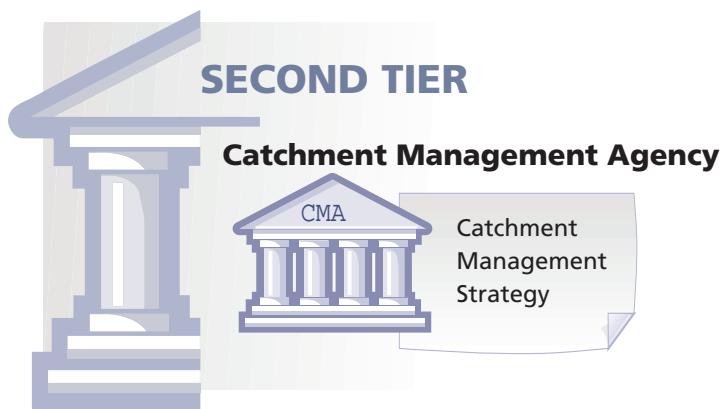 SECOND TIER
Catchment Management Agency
CMA
Catchment
Management
Strategy